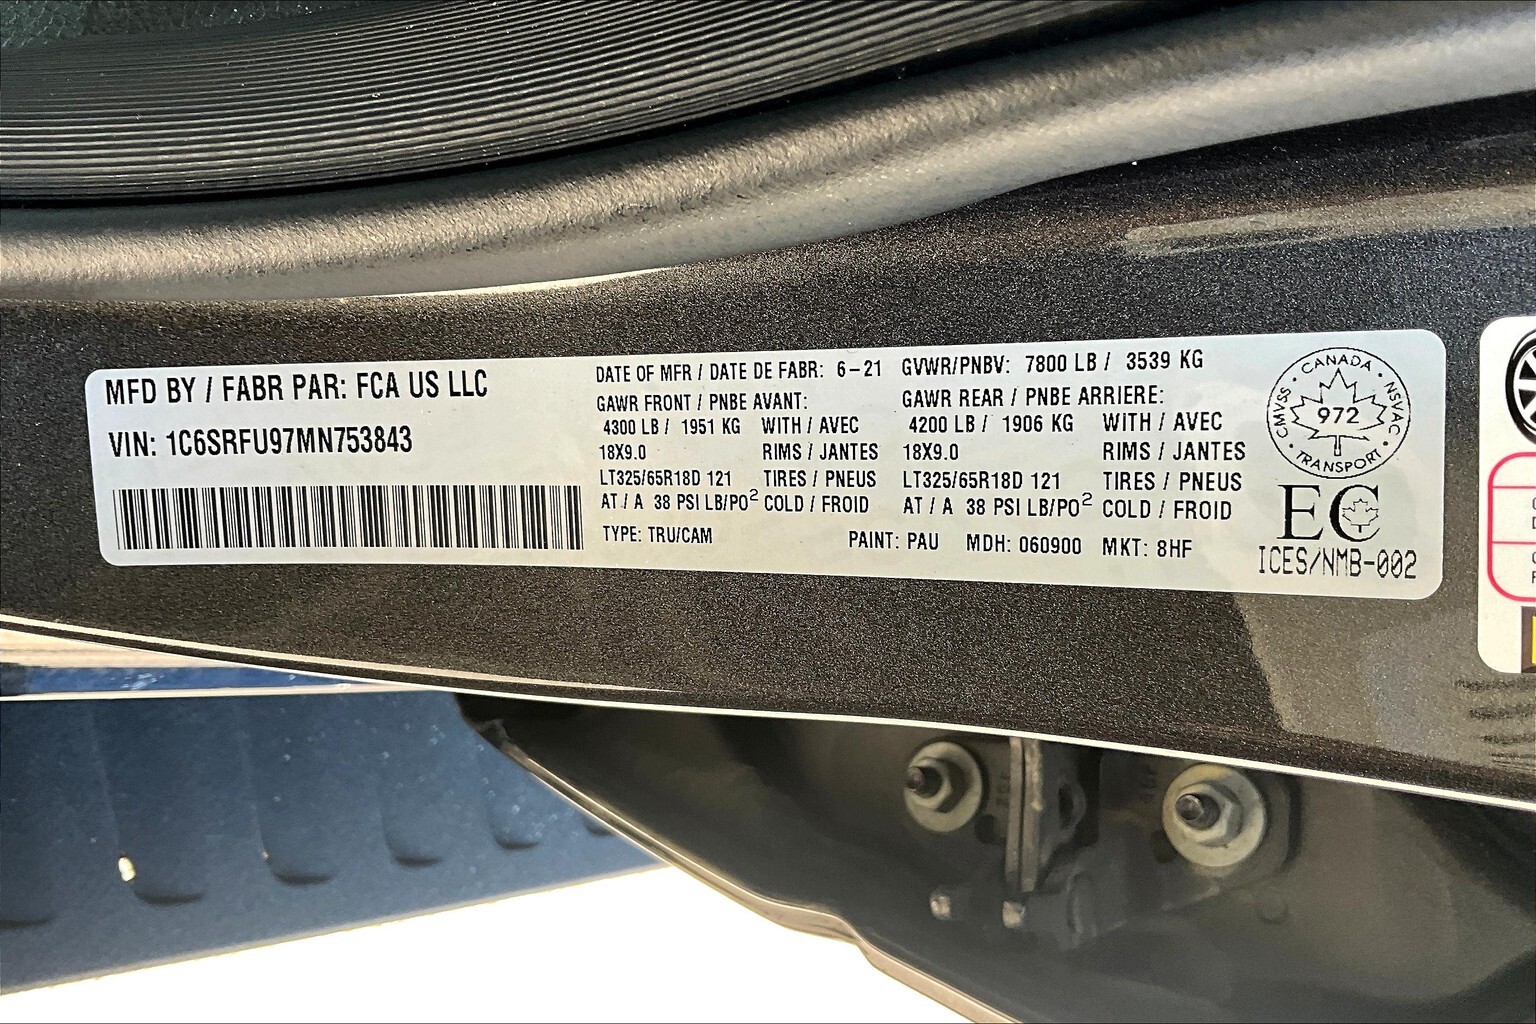 MFD BY / FABR PAR: FCA US LLC
VIN: 1C6SRFU97MN753843
DATE OF MFR / DATE DE FABR: 6-21
GAWR FRONT / PNBE AVANT:
4300 LB / 1951 KG WITH / AVEC
18X9.0 RIMS / JANTES
LT325/65R18D 121 TIRES / PNEUS
AT / A 38 PSI LB/PO² COLD / FROID
TYPE: TRU/CAM
GVWR/PNBV: 7800 LB / 3539 KG
GAWR REAR / PNBE ARRIERE:
4200 LB / 1906 KG WITH / AVEC
18X9.0 RIMS / JANTES
LT325/65R18D 121 TIRES / PNEUS
AT / A 38 PSI LB/PO² COLD / FROID
PAINT: PAU MDH: 060900 MKT: 8HF
CANADA · NSVAC · TRANSPORT · CMVSS ·
972
EC
ICES/NMB-002